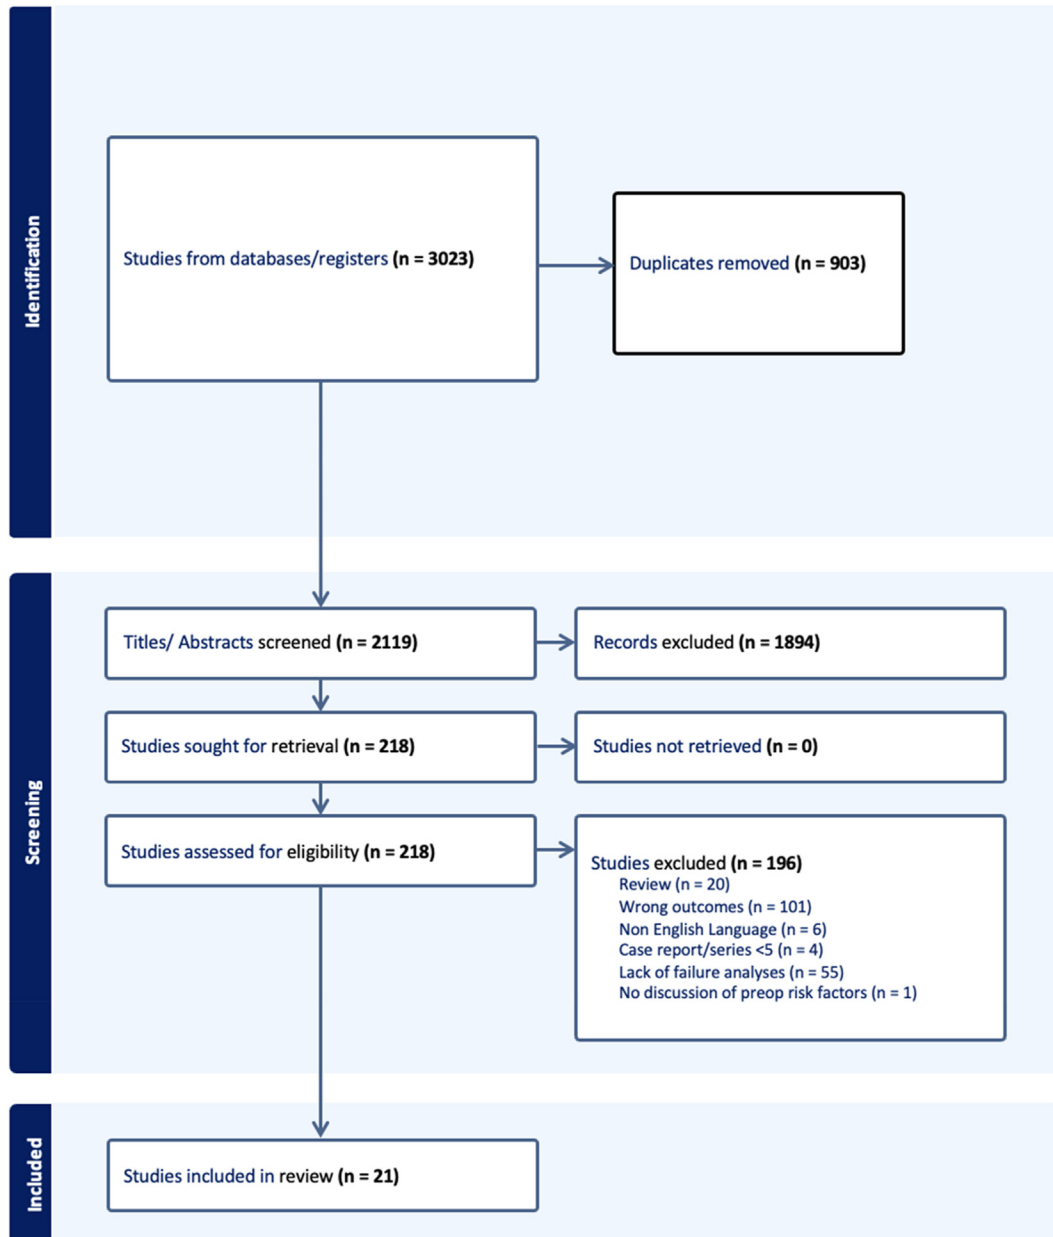 Identification
Studies from databases/registers (n = 3023)
Duplicates removed (n = 903)
Screening
Titles/ Abstracts screened (n = 2119)
Records excluded (n = 1894)
Studies sought for retrieval (n = 218)
Studies not retrieved (n = 0)
Studies assessed for eligibility (n = 218)
Studies excluded (n = 196)
Review (n = 20)
Wrong outcomes (n = 101)
Non English Language (n = 6)
Case report/series <5 (n = 4)
Lack of failure analyses (n = 55)
No discussion of preop risk factors (n = 1)
Included
Studies included in review (n = 21)